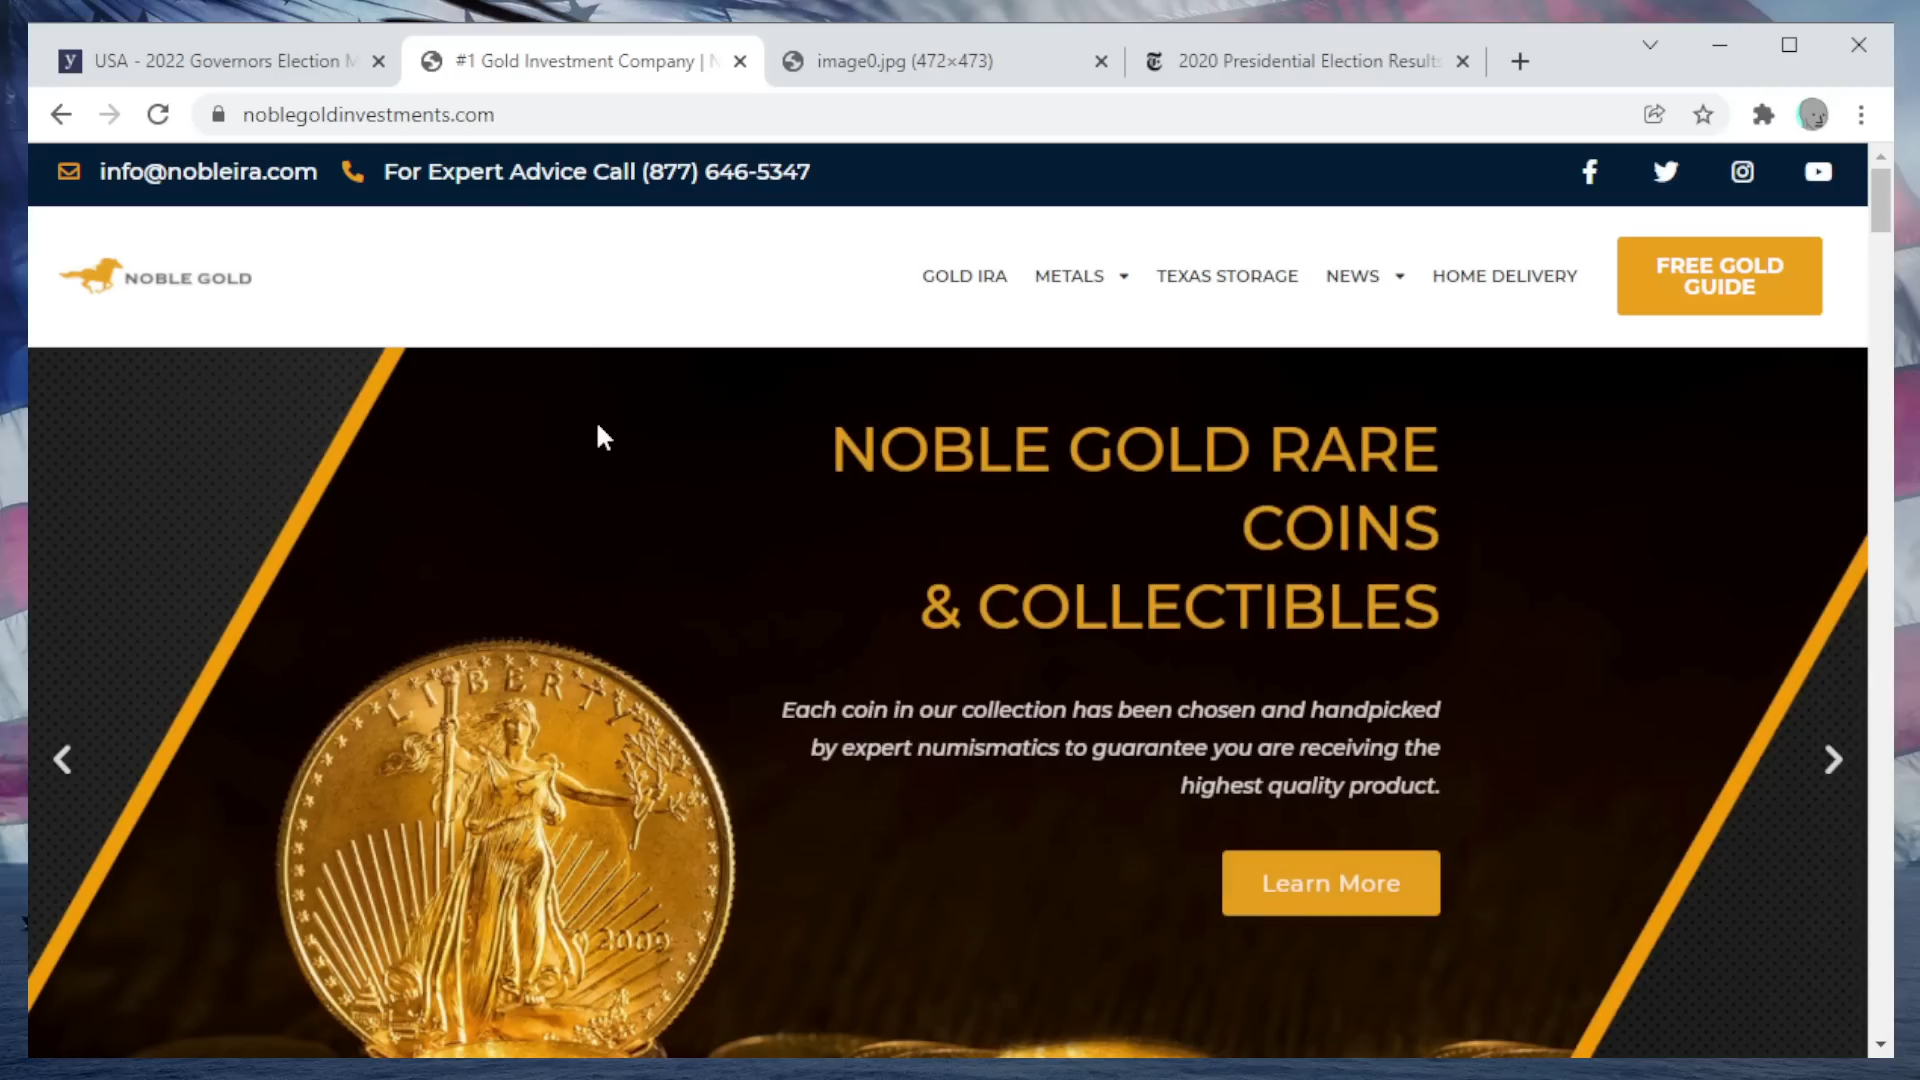 USA - 2022 Governors Election M
#1 Gold Investment Company | N
image0.jpg (472×473)
2020 Presidential Election Results
noblegoldinvestments.com
info@nobleira.com
For Expert Advice Call (877) 646-5347
NOBLE GOLD
GOLD IRA
METALS
TEXAS STORAGE
NEWS
HOME DELIVERY
FREE GOLD
GUIDE
NOBLE GOLD RARE
COINS
& COLLECTIBLES
Each coin in our collection has been chosen and handpicked
by expert numismatics to guarantee you are receiving the
highest quality product.
Learn More
LIBERTY
2009